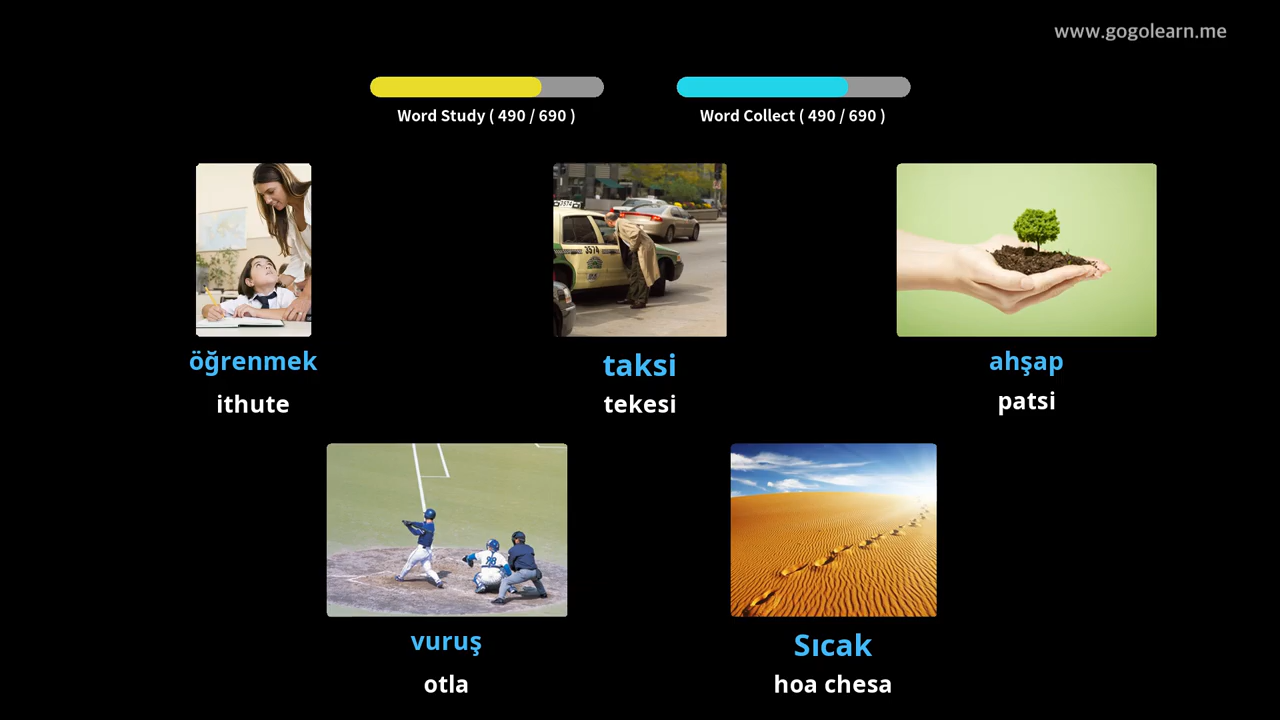 www.gogolearn.me
Word Study ( 490 / 690 )
Word Collect ( 490 / 690 )
öğrenmek
ithute
taksi
tekesi
ahşap
patsi
vuruş
otla
Sıcak
hoa chesa